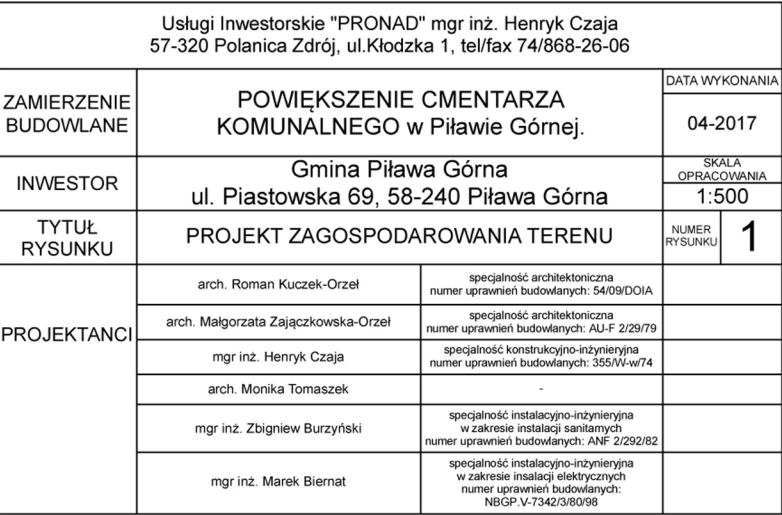 Usługi Inwestorskie "PRONAD" mgr inż. Henryk Czaja
57-320 Polanica Zdrój, ul.Kłodzka 1, tel/fax 74/868-26-06
ZAMIERZENIE
BUDOWLANE
POWIĘKSZENIE CMENTARZA
KOMUNALNEGO w Piławie Górnej.
DATA WYKONANIA
04-2017
INWESTOR
Gmina Piława Górna
ul. Piastowska 69, 58-240 Piława Górna
SKALA
OPRACOWANIA
1:500
TYTUŁ
RYSUNKU
PROJEKT ZAGOSPODAROWANIA TERENU
NUMER
RYSUNKU
1
PROJEKTANCI
arch. Roman Kuczek-Orzeł
specjalność architektoniczna
numer uprawnień budowlanych: 54/09/DOIA
arch. Małgorzata Zajączkowska-Orzeł
specjalność architektoniczna
numer uprawnień budowlanych: AU-F 2/29/79
mgr inż. Henryk Czaja
specjalność konstrukcyjno-inżynieryjna
numer uprawnień budowlanych: 355/W-w/74
arch. Monika Tomaszek
-
mgr inż. Zbigniew Burzyński
specjalność instalacyjno-inżynieryjna
w zakresie instalacji sanitarnych
numer uprawnień budowlanych: ANF 2/292/82
mgr inż. Marek Biernat
specjalność instalacyjno-inżynieryjna
w zakresie insalacji elektrycznych
numer uprawnień budowlanych:
NBGP.V-7342/3/80/98